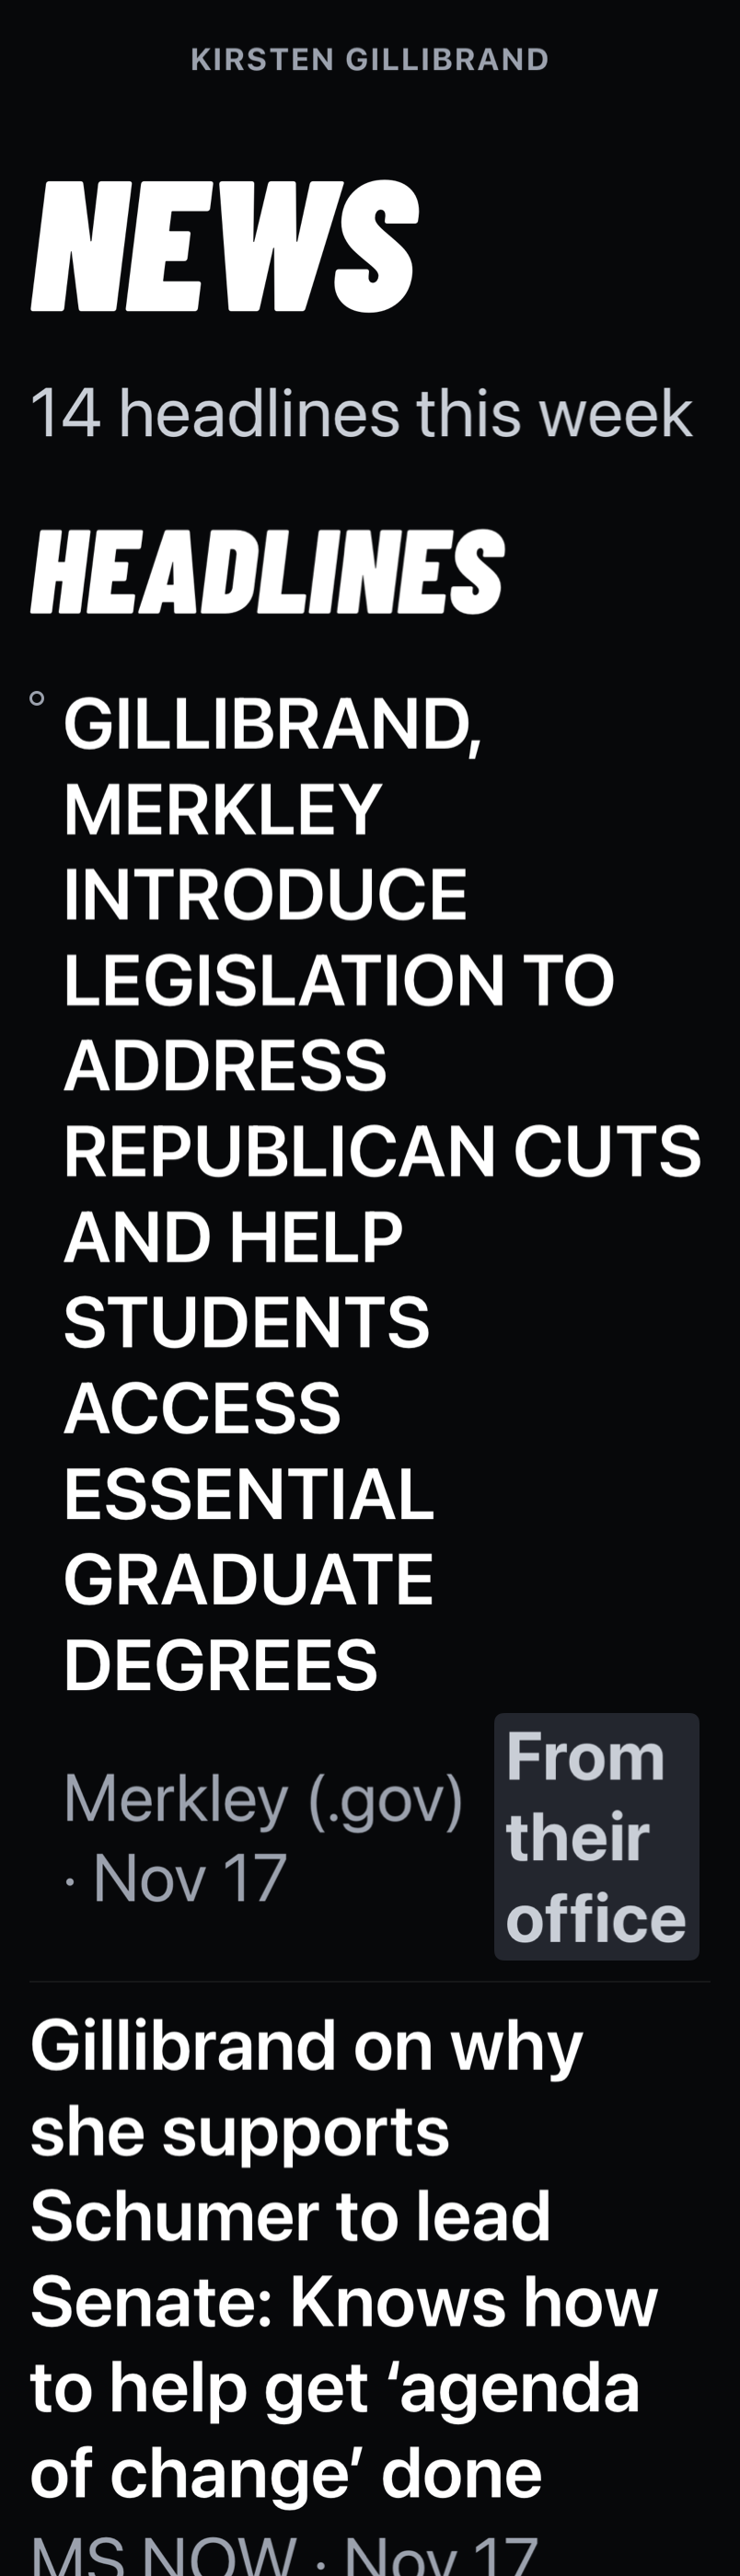 KIRSTEN GILLIBRAND
NEWS
14 headlines this week
HEADLINES
GILLIBRAND,
MERKLEY
INTRODUCE
LEGISLATION TO
ADDRESS
REPUBLICAN CUTS
AND HELP
STUDENTS
ACCESS
ESSENTIAL
GRADUATE
DEGREES
Merkley (.gov)
· Nov 17
From
their
office
Gillibrand on why
she supports
Schumer to lead
Senate: Knows how
to help get ‘agenda
of change’ done
MS NOW · Nov 17